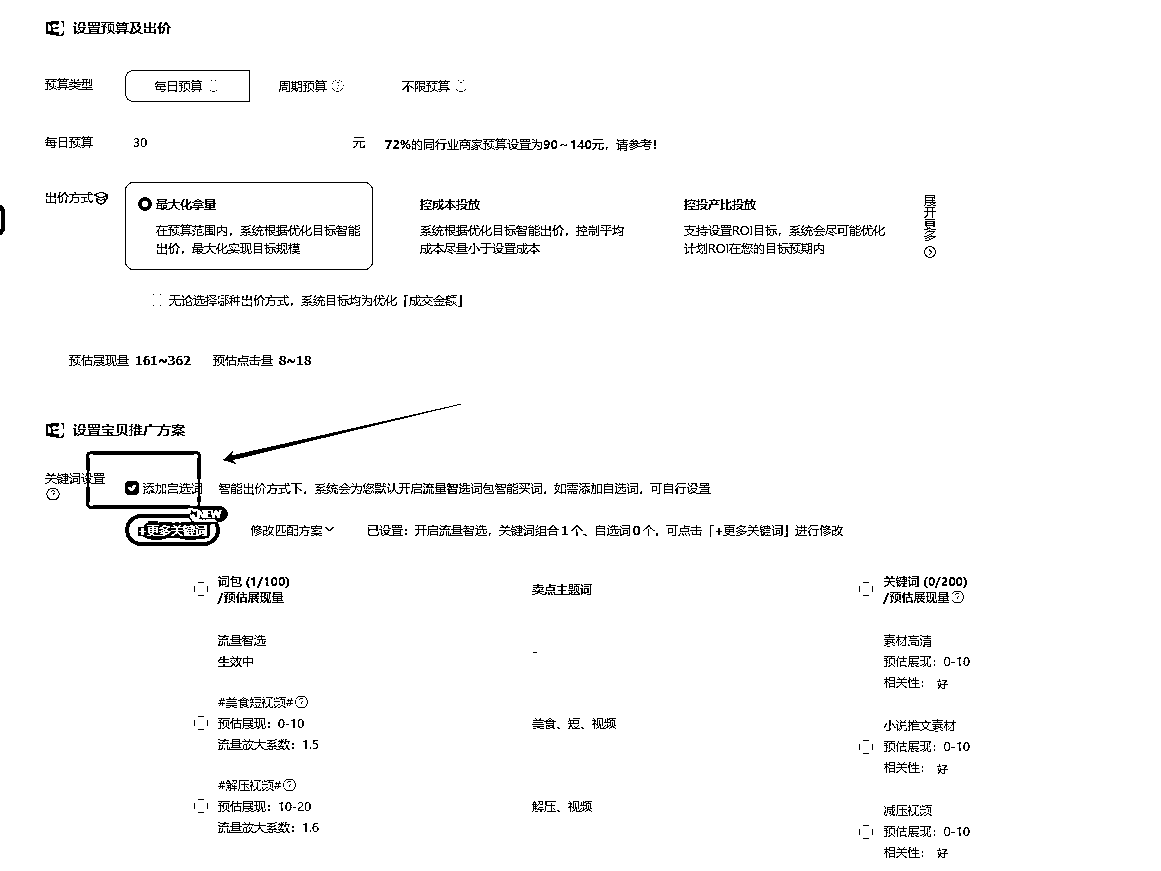 设置预算及出价
预算类型 每日预算 周期预算 不限预算
每日预算 30 元 72%的同行业商家预算设置为90~140元，请参考！
出价方式 最大化拿量 控成本投放 控投产比投放 展开更多
在预算范围内，系统根据优化目标智能 系统根据优化目标智能出价，控制平均 支持设置ROI目标，系统会尽可能优化
出价，最大化实现目标规模 成本尽量小于设置成本 计划ROI在您的目标预期内
无论选择哪种出价方式，系统目标均为优化「成交金额」
预估展现量 161~362 预估点击量 8~18
设置宝贝推广方案
关键词设置 添加自选词 智能出价方式下，系统会为您默认开启流量智选词包智能买词，如需添加自选词，可自行设置
NEW
+更多关键词 修改匹配方案 已设置：开启流量智选，关键词组合1个、自选词0个，可点击「+更多关键词」进行修改
词包 (1/100) 卖点主题词 关键词 (0/200)
/预估展现量 /预估展现量
流量智选 - 素材高清
生效中 预估展现：0-10
相关性： 好
#美食短视频#
预估展现：0-10 美食、短、视频 小说推文素材
流量放大系数：1.5 预估展现：0-10
相关性： 好
#解压视频#
预估展现：10-20 解压、视频 减压视频
流量放大系数：1.6 预估展现：0-10
相关性： 好